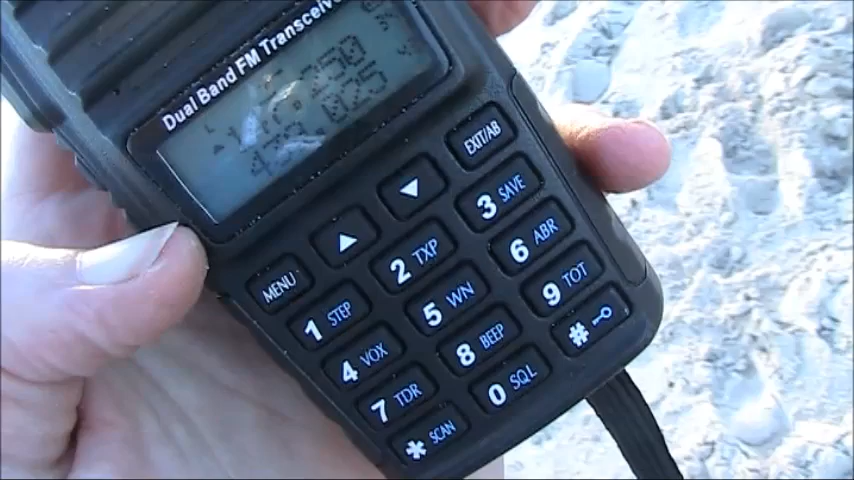 Dual Band FM Transceiver
EXIT/AB
MENU
1 STEP
2 TXP
3 SAVE
4 VOX
5 WN
6 ABR
7 TDR
8 BEEP
9 TOT
* SCAN
0 SQL
#